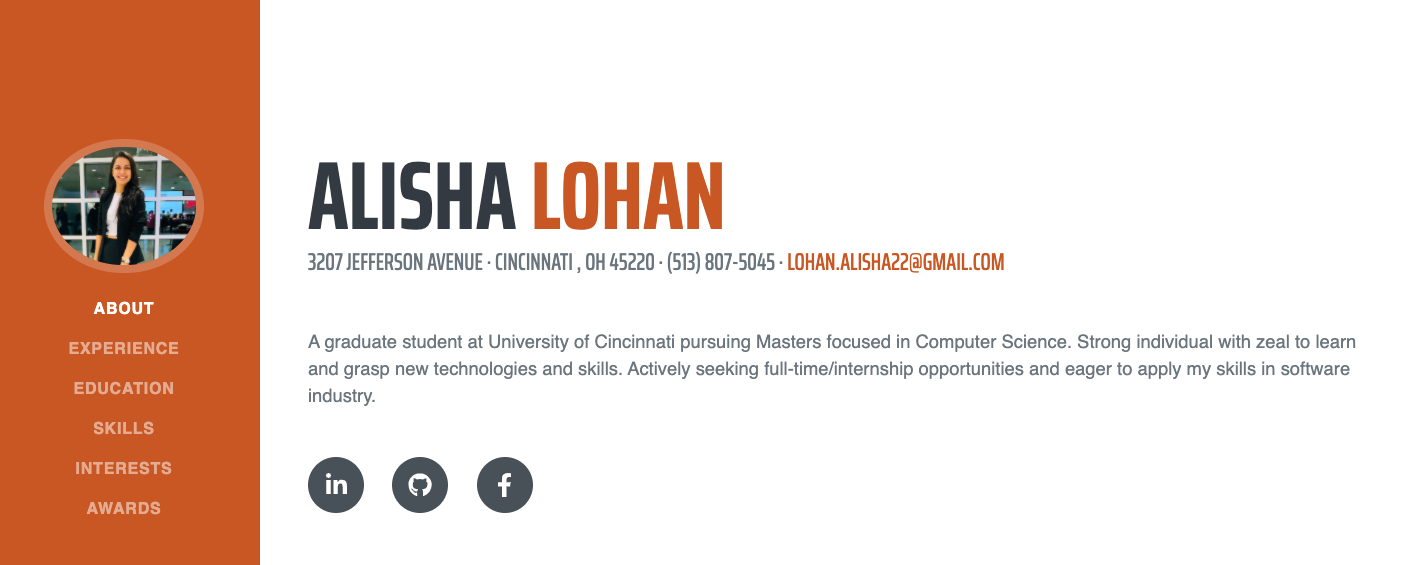 ABOUT
EXPERIENCE
EDUCATION
SKILLS
INTERESTS
AWARDS
ALISHA LOHAN
3207 JEFFERSON AVENUE · CINCINNATI , OH 45220 · (513) 807-5045 · LOHAN.ALISHA22@GMAIL.COM
A graduate student at University of Cincinnati pursuing Masters focused in Computer Science. Strong individual with zeal to learn
and grasp new technologies and skills. Actively seeking full-time/internship opportunities and eager to apply my skills in software
industry.
in